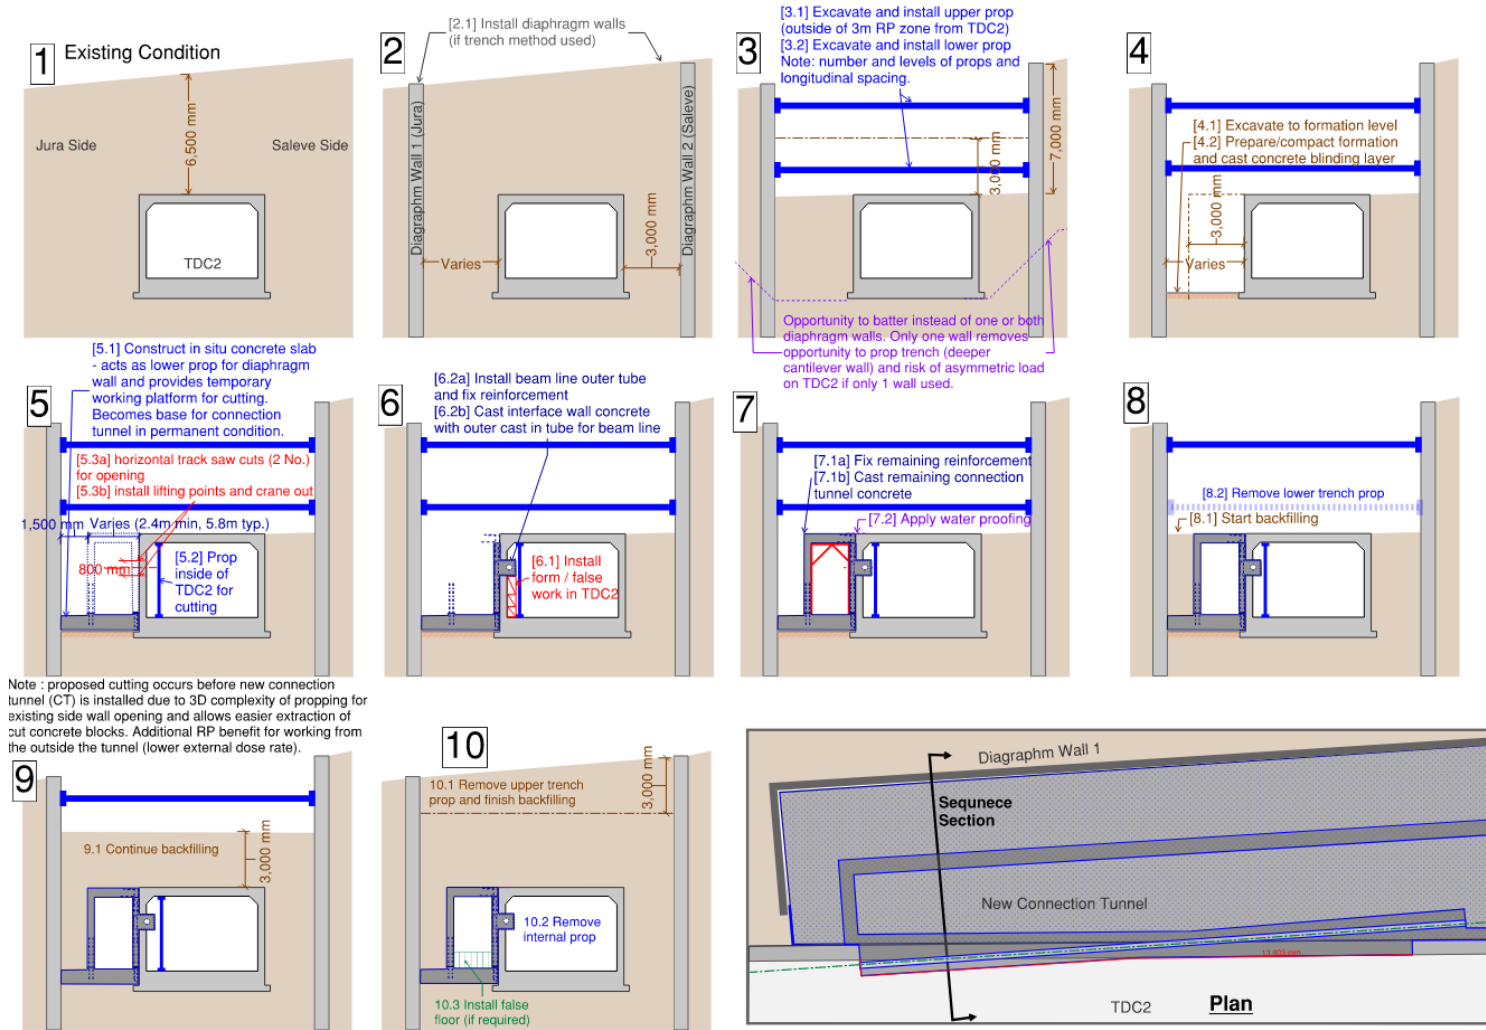 1
Existing Condition
6,500 mm
Jura Side
Saleve Side
TDC2
2
[2.1] Install diaphragm walls
(if trench method used)
Diagraphm Wall 1 (Jura)
Diagraphm Wall 2 (Saleve)
3,000 mm
Varies
3
[3.1] Excavate and install upper prop
(outside of 3m RP zone from TDC2)
[3.2] Excavate and install lower prop
Note: number and levels of props and
longitudinal spacing.
3,000 mm
7,000 mm
Opportunity to batter instead of one or both
diaphragm walls. Only one wall removes
opportunity to prop trench (deeper
cantilever wall) and risk of asymmetric load
on TDC2 if only 1 wall used.
4
[4.1] Excavate to formation level
[4.2] Prepare/compact formation
and cast concrete blinding layer
3,000 mm
Varies
5
[5.1] Construct in situ concrete slab
- acts as lower prop for diaphragm
wall and provides temporary
working platform for cutting.
Becomes base for connection
tunnel in permanent condition.
[5.3a] horizontal track saw cuts (2 No.)
for opening
[5.3b] install lifting points and crane out
1,500 mm
Varies (2.4m min, 5.8m typ.)
800 mm
[5.2] Prop
inside of
TDC2 for
cutting
Note : proposed cutting occurs before new connection
tunnel (CT) is installed due to 3D complexity of propping for
existing side wall opening and allows easier extraction of
cut concrete blocks. Additional RP benefit for working from
the outside the tunnel (lower external dose rate).
6
[6.2a] Install beam line outer tube
and fix reinforcement
[6.2b] Cast interface wall concrete
with outer cast in tube for beam line
[6.1] Install
form / false
work in TDC2
7
[7.1a] Fix remaining reinforcement
[7.1b] Cast remaining connection
tunnel concrete
[7.2] Apply water proofing
8
[8.2] Remove lower trench prop
[8.1] Start backfilling
9
9.1 Continue backfilling
3,000 mm
10
10.1 Remove upper trench
prop and finish backfilling
3,000 mm
10.2 Remove
internal prop
10.3 Install false
floor (if required)
Diagraphm Wall 1
Sequnece
Section
New Connection Tunnel
13,803 mm
TDC2
Plan